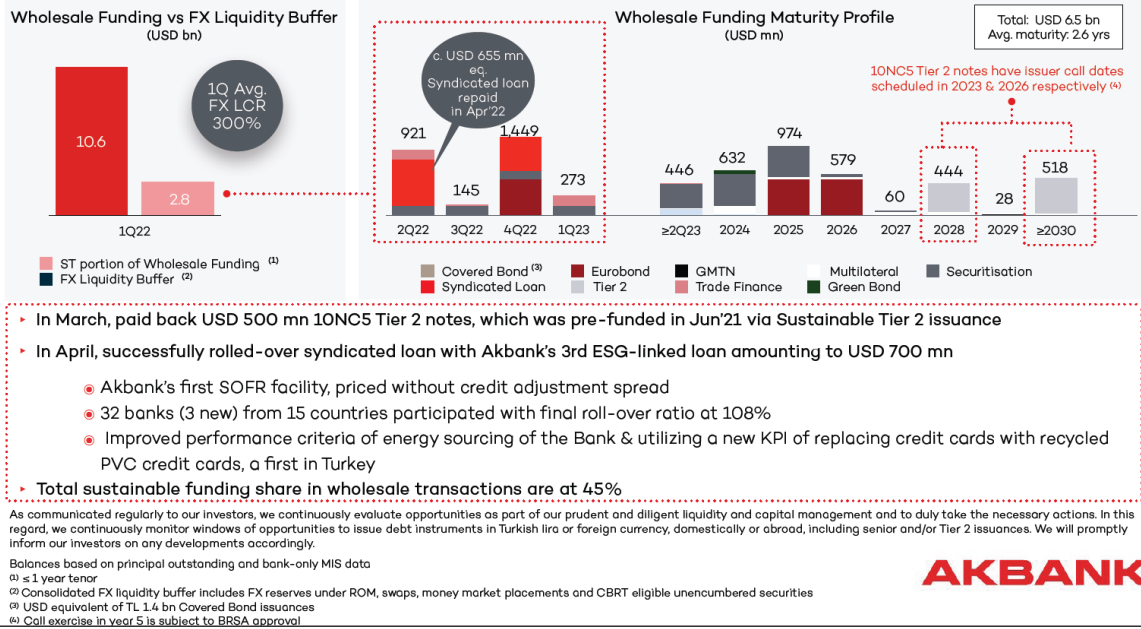 Wholesale Funding vs FX Liquidity Buffer
(USD bn)
10.6
2.8
1Q Avg.
FX LCR
300%
1Q22
ST portion of Wholesale Funding (1)
FX Liquidity Buffer (2)
Wholesale Funding Maturity Profile
(USD mn)
Total: USD 6.5 bn
Avg. maturity: 2.6 yrs
10NC5 Tier 2 notes have issuer call dates
scheduled in 2023 & 2026 respectively (4)
c. USD 655 mn
eq.
Syndicated loan
repaid
in Apr'22
921
145
1,449
273
446
632
974
579
60
444
28
518
2Q22
3Q22
4Q22
1Q23
≥2Q23
2024
2025
2026
2027
2028
2029
≥2030
Covered Bond (3)
Eurobond
GMTN
Multilateral
Securitisation
Syndicated Loan
Tier 2
Trade Finance
Green Bond
‣ In March, paid back USD 500 mn 10NC5 Tier 2 notes, which was pre-funded in Jun'21 via Sustainable Tier 2 issuance
‣ In April, successfully rolled-over syndicated loan with Akbank's 3rd ESG-linked loan amounting to USD 700 mn
◉ Akbank's first SOFR facility, priced without credit adjustment spread
◉ 32 banks (3 new) from 15 countries participated with final roll-over ratio at 108%
◉ Improved performance criteria of energy sourcing of the Bank & utilizing a new KPI of replacing credit cards with recycled
PVC credit cards, a first in Turkey
‣ Total sustainable funding share in wholesale transactions are at 45%
As communicated regularly to our investors, we continuously evaluate opportunities as part of our prudent and diligent liquidity and capital management and to duly take the necessary actions. In this
regard, we continuously monitor windows of opportunities to issue debt instruments in Turkish lira or foreign currency, domestically or abroad, including senior and/or Tier 2 issuances. We will promptly
inform our investors on any developments accordingly.
Balances based on principal outstanding and bank-only MIS data
(1) ≤ 1 year tenor
(2) Consolidated FX liquidity buffer includes FX reserves under ROM, swaps, money market placements and CBRT eligible unencumbered securities
(3) USD equivalent of TL 1.4 bn Covered Bond issuances
(4) Call exercise in year 5 is subject to BRSA approval
AKBANK